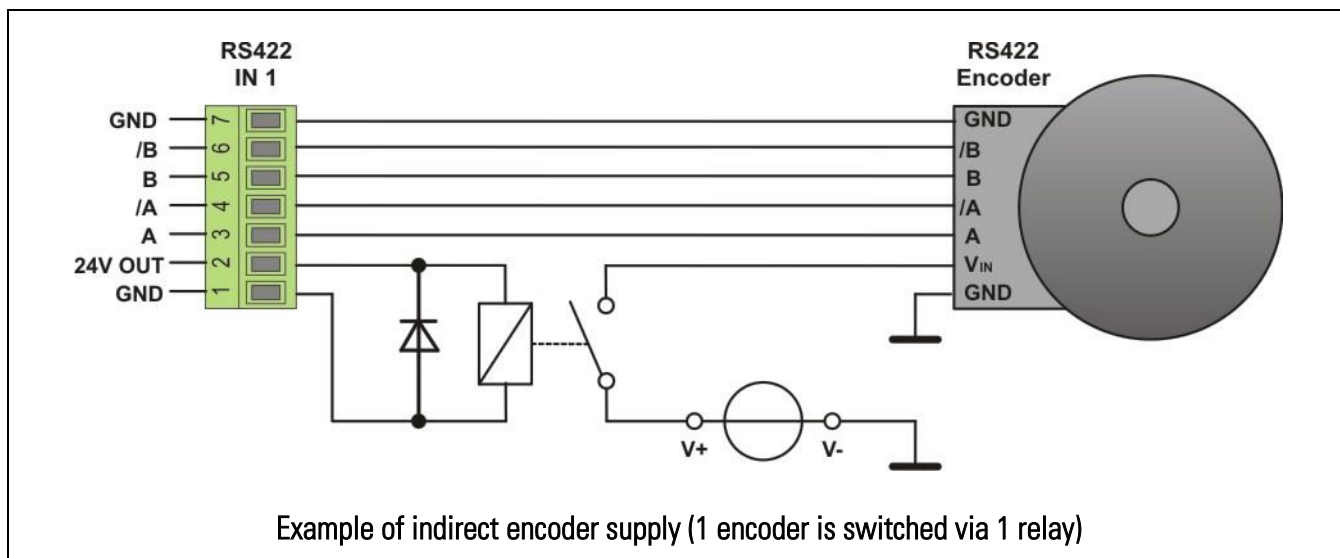 RS422
IN 1
RS422
Encoder
GND 7 GND
/B 6 /B
B 5 B
/A 4 /A
A 3 A
24V OUT 2 VIN
GND 1 GND
V+ V-
Example of indirect encoder supply (1 encoder is switched via 1 relay)